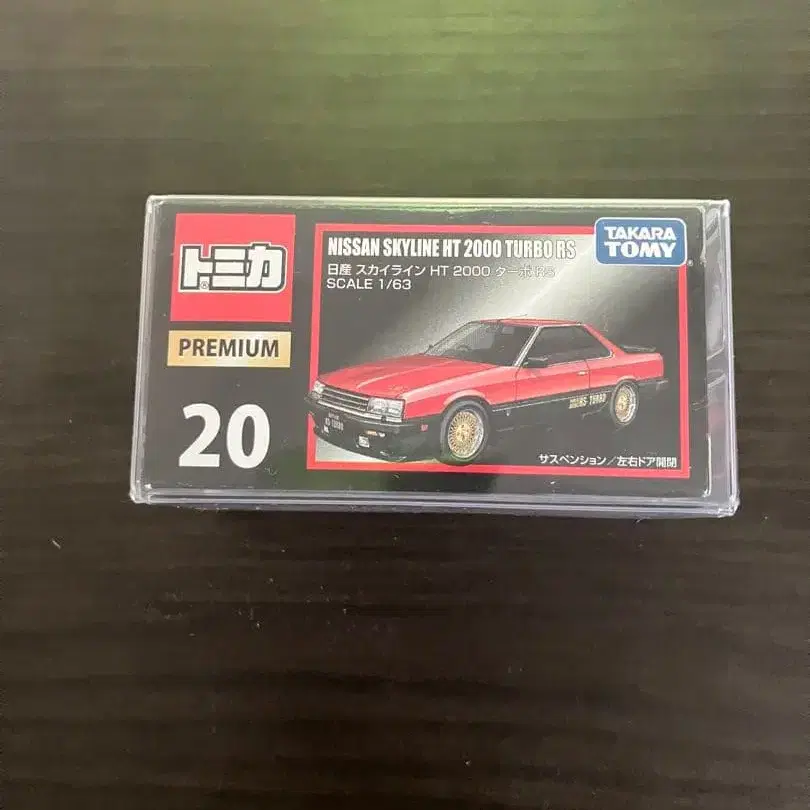 トミカ
PREMIUM
20
NISSAN SKYLINE HT 2000 TURBO RS
日産 スカイライン HT 2000 ターボ RS
SCALE 1/63
TAKARA
TOMY
サスペンション/左右ドア開閉